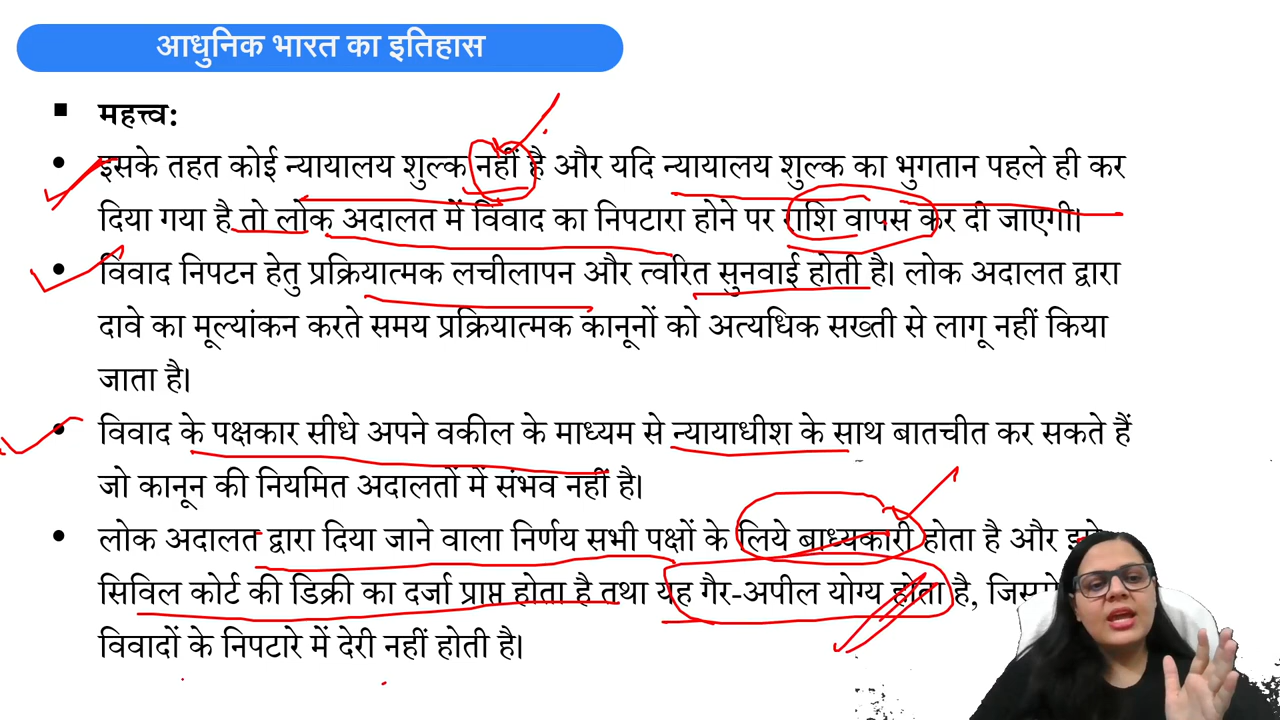 आधुनिक भारत का इतिहास
▪ महत्त्व:
• इसके तहत कोई न्यायालय शुल्क नहीं है और यदि न्यायालय शुल्क का भुगतान पहले ही कर
दिया गया है तो लोक अदालत में विवाद का निपटारा होने पर राशि वापस कर दी जाएगी।
• विवाद निपटन हेतु प्रक्रियात्मक लचीलापन और त्वरित सुनवाई होती है। लोक अदालत द्वारा
दावे का मूल्यांकन करते समय प्रक्रियात्मक कानूनों को अत्यधिक सख्ती से लागू नहीं किया
जाता है।
• विवाद के पक्षकार सीधे अपने वकील के माध्यम से न्यायाधीश के साथ बातचीत कर सकते हैं
जो कानून की नियमित अदालतों में संभव नहीं है।
• लोक अदालत द्वारा दिया जाने वाला निर्णय सभी पक्षों के लिये बाध्यकारी होता है और
सिविल कोर्ट की डिक्री का दर्जा प्राप्त होता है तथा यह गैर-अपील योग्य होता है,
विवादों के निपटारे में देरी नहीं होती है।